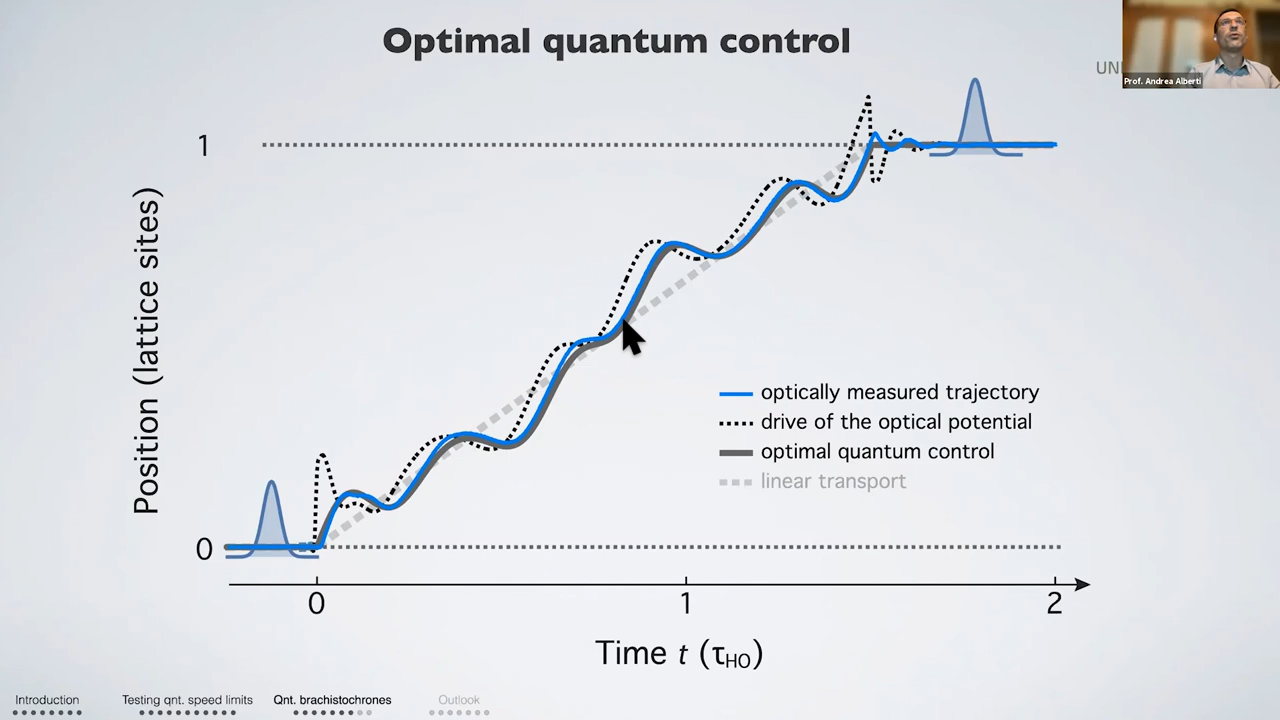 Optimal quantum control
UNI
Prof. Andrea Alberti
1
Position (lattice sites)
optically measured trajectory
drive of the optical potential
optimal quantum control
linear transport
0
0
1
2
Time t (τHO)
Introduction
Testing qnt. speed limits
Qnt. brachistochrones
Outlook